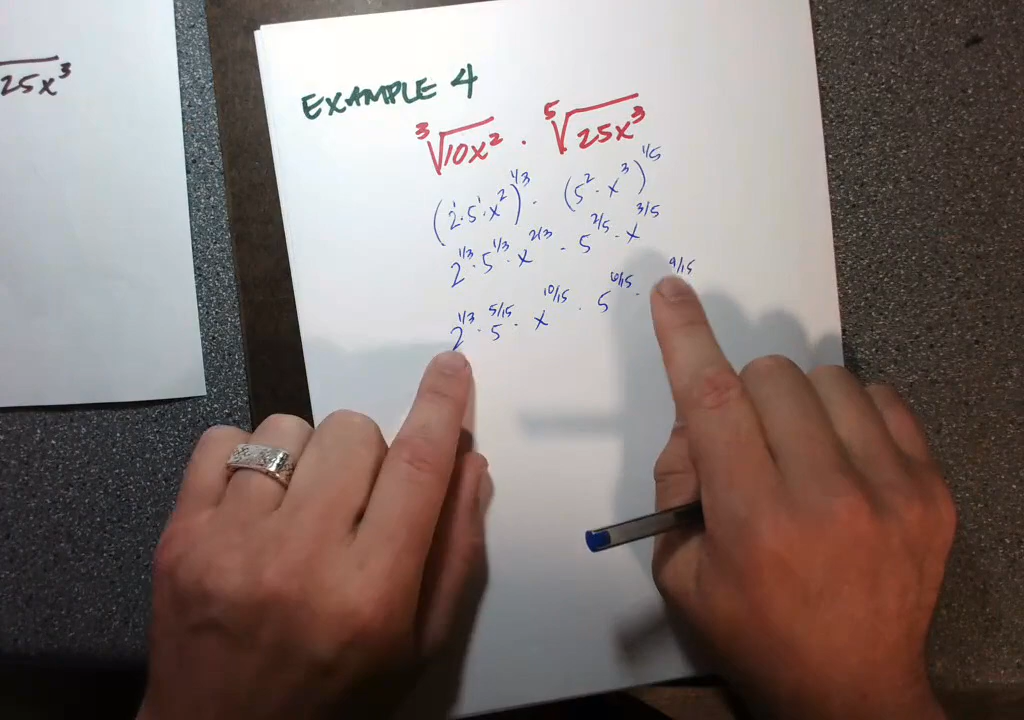 25x³
EXAMPLE 4
³√10x² · ⁵√25x³
(2¹·5¹·x²)^1/3 · (5²·x³)^1/5
2^1/3 · 5^1/3 · x^2/3 · 5^2/5 · x^3/5
2^1/3 · 5^5/15 · x^10/15 · 5^6/15 · ^9/15